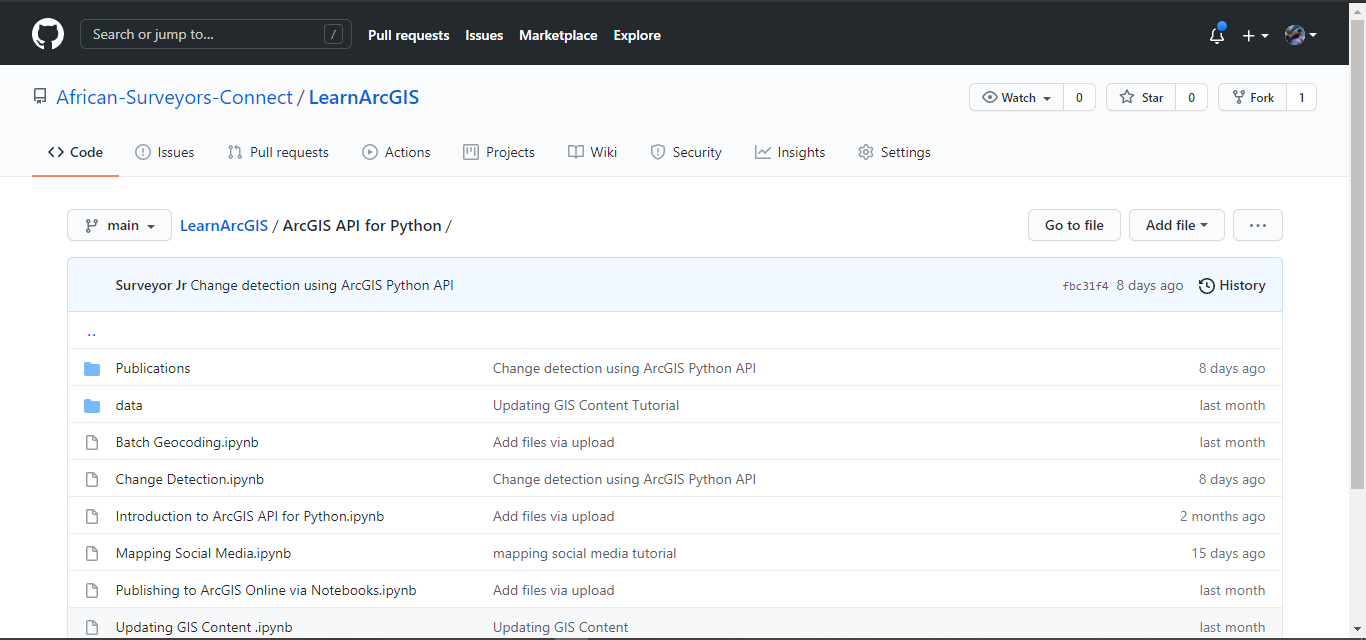 Search or jump to... / Pull requests Issues Marketplace Explore
African-Surveyors-Connect / LearnArcGIS Watch 0 Star 0 Fork 1
Code Issues Pull requests Actions Projects Wiki Security Insights Settings
main LearnArcGIS / ArcGIS API for Python / Go to file Add file ...
Surveyor Jr Change detection using ArcGIS Python API fbc31f4 8 days ago History
..
Publications Change detection using ArcGIS Python API 8 days ago
data Updating GIS Content Tutorial last month
Batch Geocoding.ipynb Add files via upload last month
Change Detection.ipynb Change detection using ArcGIS Python API 8 days ago
Introduction to ArcGIS API for Python.ipynb Add files via upload 2 months ago
Mapping Social Media.ipynb mapping social media tutorial 15 days ago
Publishing to ArcGIS Online via Notebooks.ipynb Add files via upload last month
Updating GIS Content .ipynb Updating GIS Content last month